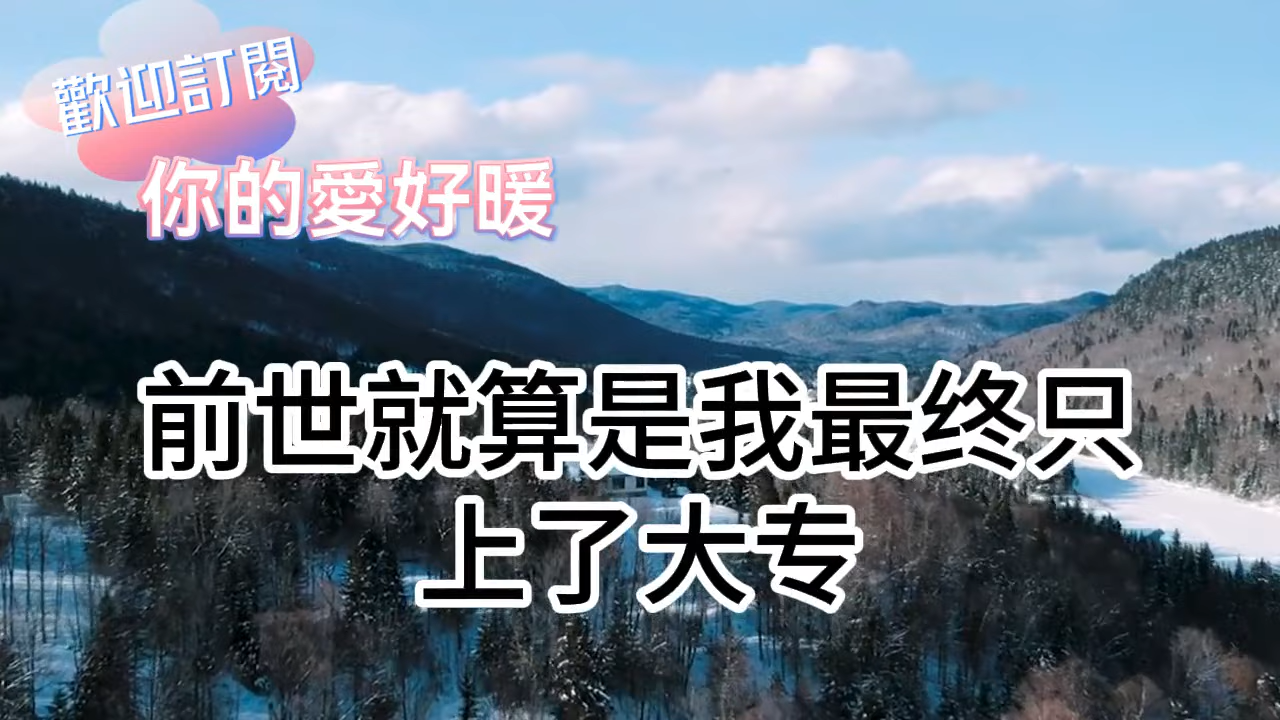 歡迎訂閱
你的愛好暖
前世就算是我最终只
上了大专